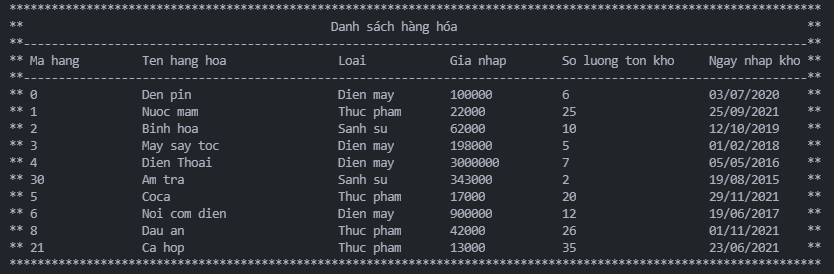 ********************************************************************************************************************
** Danh sách hàng hóa **
**----------------------------------------------------------------------------------------------------------------**
** Ma hang Ten hang hoa Loai Gia nhap So luong ton kho Ngay nhap kho **
**----------------------------------------------------------------------------------------------------------------**
** 0 Den pin Dien may 100000 6 03/07/2020 **
** 1 Nuoc mam Thuc pham 22000 25 25/09/2021 **
** 2 Binh hoa Sanh su 62000 10 12/10/2019 **
** 3 May say toc Dien may 198000 5 01/02/2018 **
** 4 Dien Thoai Dien may 3000000 7 05/05/2016 **
** 30 Am tra Sanh su 343000 2 19/08/2015 **
** 5 Coca Thuc pham 17000 20 29/11/2021 **
** 6 Noi com dien Dien may 900000 12 19/06/2017 **
** 8 Dau an Thuc pham 42000 26 01/11/2021 **
** 21 Ca hop Thuc pham 13000 35 23/06/2021 **
********************************************************************************************************************